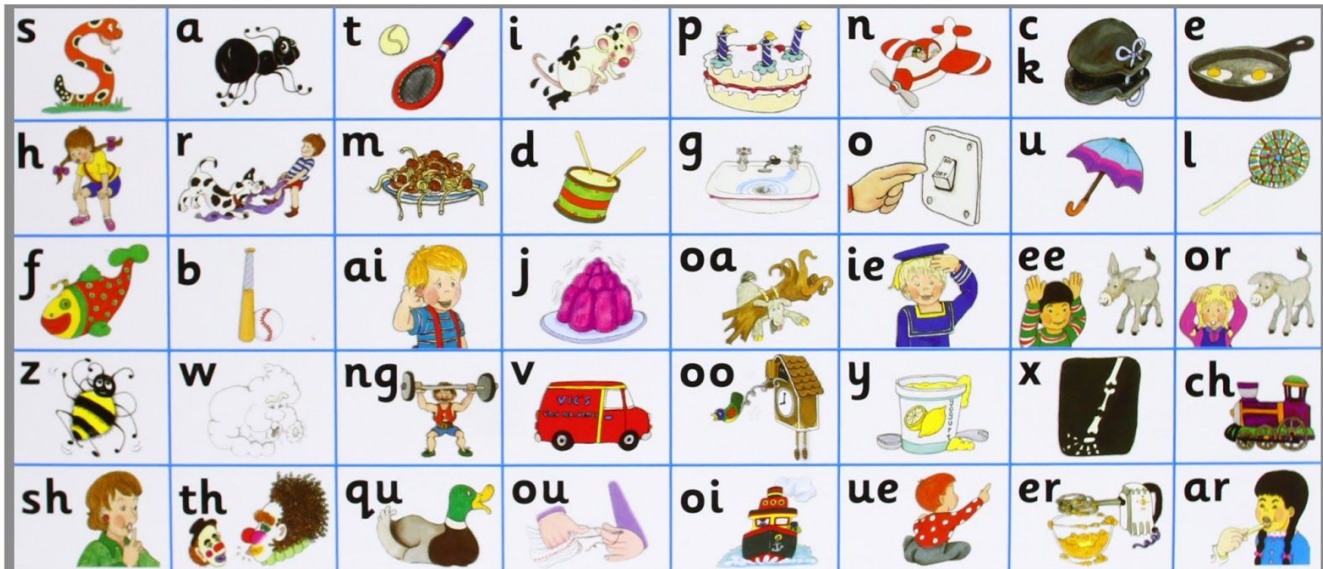 s a t i p n c k e
h r m d g o u l
f b ai j oa ie ee or
z w ng v oo y x ch
VIC'S
sh th qu ou oi ue er ar